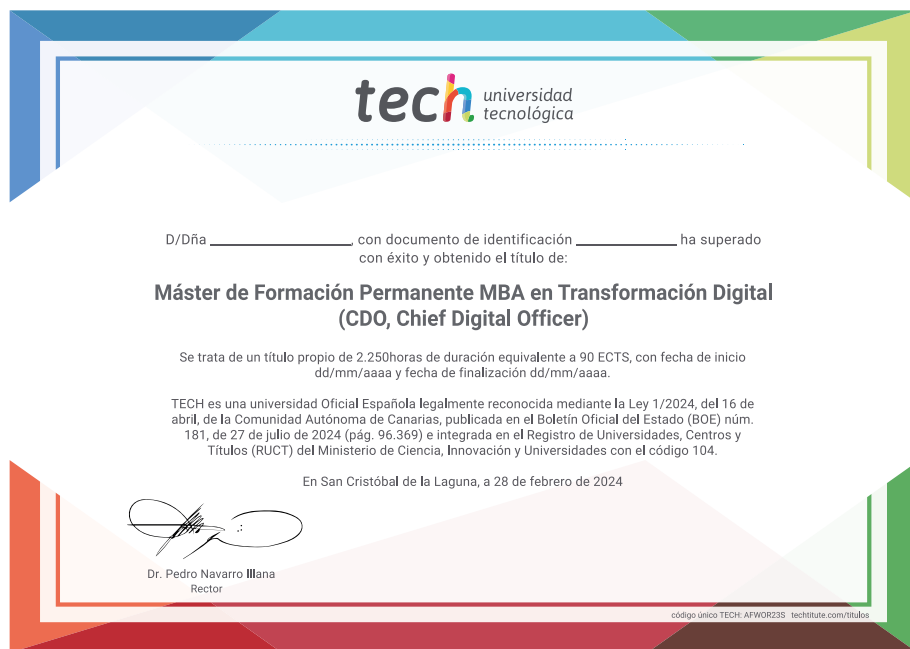 tech universidad
tecnológica
D/Dña ____________________, con documento de identificación ______________ ha superado
con éxito y obtenido el título de:
Máster de Formación Permanente MBA en Transformación Digital
(CDO, Chief Digital Officer)
Se trata de un título propio de 2.250horas de duración equivalente a 90 ECTS, con fecha de inicio
dd/mm/aaaa y fecha de finalización dd/mm/aaaa.
TECH es una universidad Oficial Española legalmente reconocida mediante la Ley 1/2024, del 16 de
abril, de la Comunidad Autónoma de Canarias, publicada en el Boletín Oficial del Estado (BOE) núm.
181, de 27 de julio de 2024 (pág. 96.369) e integrada en el Registro de Universidades, Centros y
Títulos (RUCT) del Ministerio de Ciencia, Innovación y Universidades con el código 104.
En San Cristóbal de la Laguna, a 28 de febrero de 2024
Dr. Pedro Navarro Illana
Rector
código único TECH: AFWOR23S techtitute.com/titulos